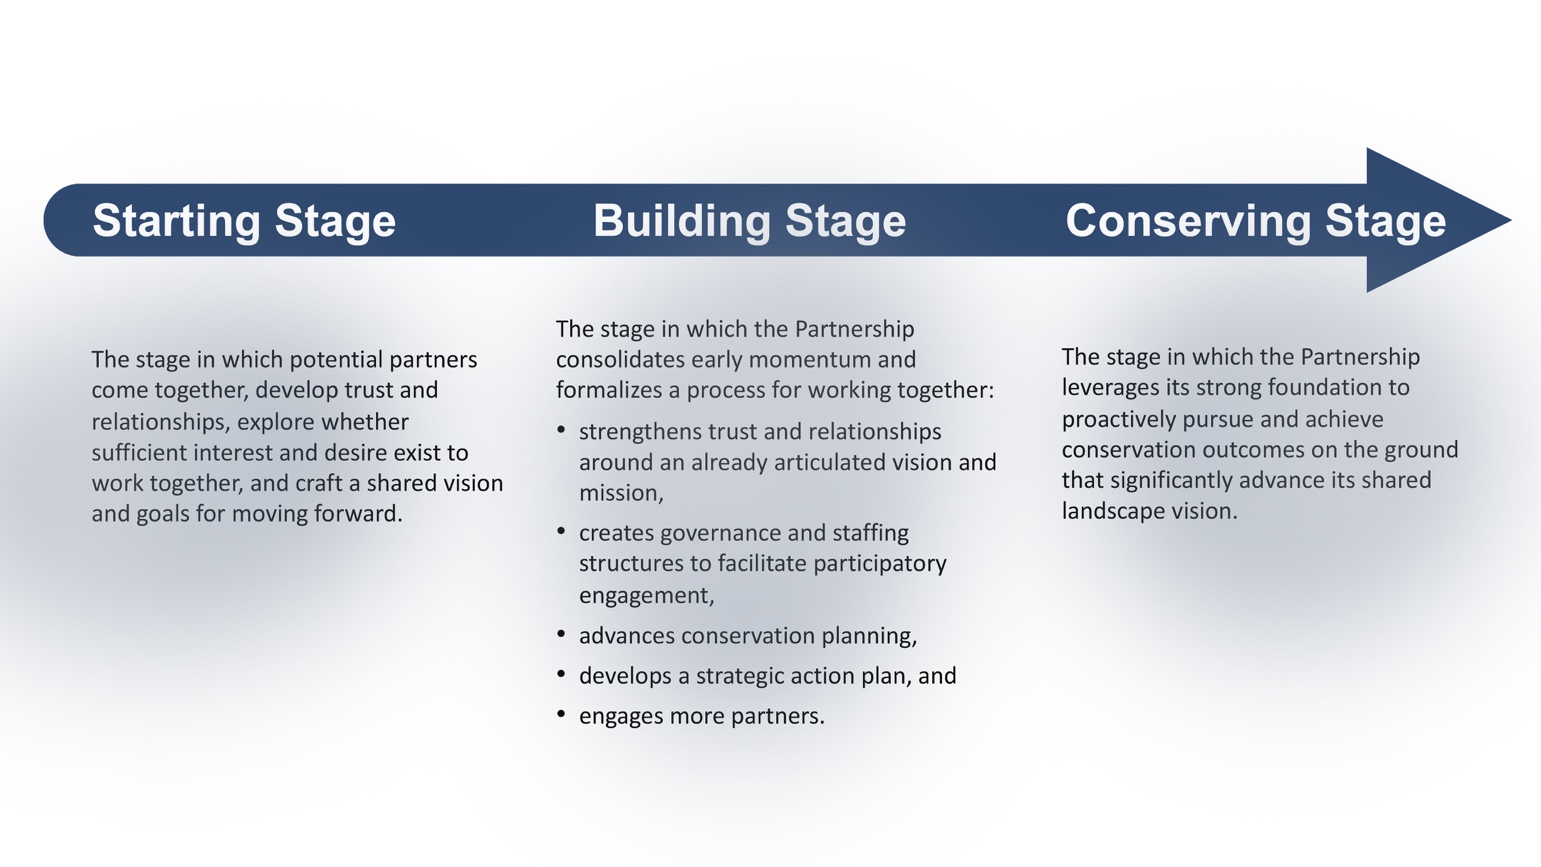 Starting Stage
Building Stage
Conserving Stage
The stage in which potential partners
come together, develop trust and
relationships, explore whether
sufficient interest and desire exist to
work together, and craft a shared vision
and goals for moving forward.
The stage in which the Partnership
consolidates early momentum and
formalizes a process for working together:
• strengthens trust and relationships
around an already articulated vision and
mission,
• creates governance and staffing
structures to facilitate participatory
engagement,
• advances conservation planning,
• develops a strategic action plan, and
• engages more partners.
The stage in which the Partnership
leverages its strong foundation to
proactively pursue and achieve
conservation outcomes on the ground
that significantly advance its shared
landscape vision.